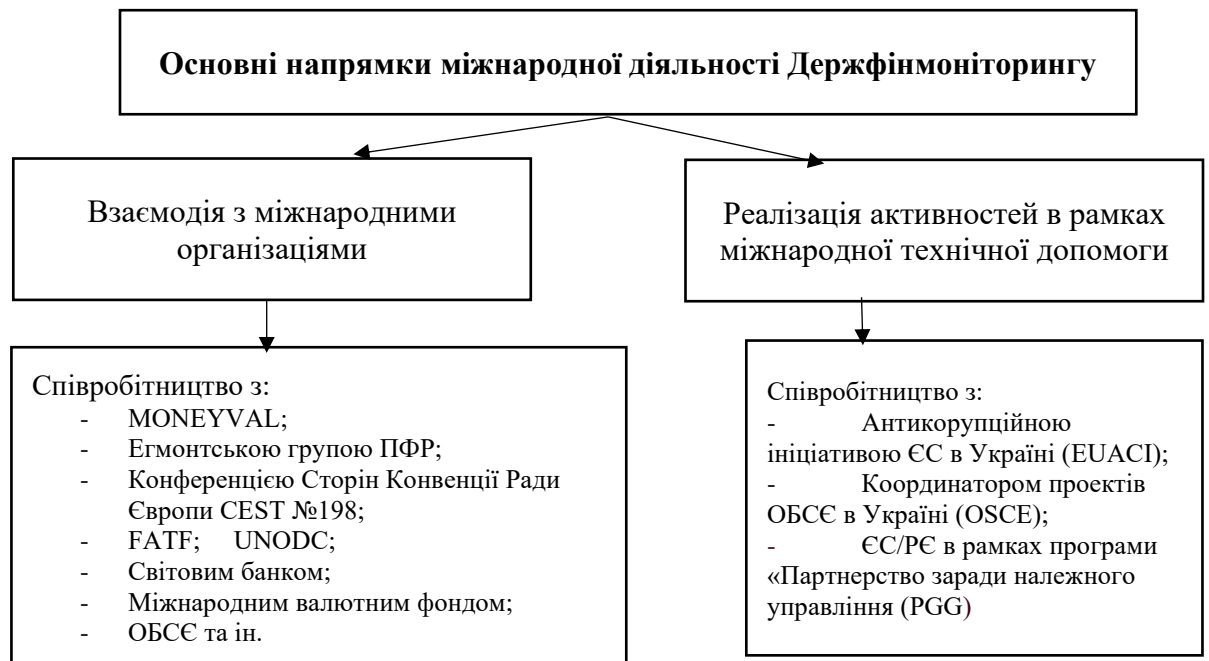 Основні напрямки міжнародної діяльності Держфінмоніторингу
Взаємодія з міжнародними
організаціями
Реалізація активностей в рамках
міжнародної технічної допомоги
Співробітництво з:
- MONEYVAL;
- Егмонтською групою ПФР;
- Конференцією Сторін Конвенції Ради
Європи CEST №198;
- FATF; UNODC;
- Світовим банком;
- Міжнародним валютним фондом;
- ОБСЄ та ін.
Співробітництво з:
- Антикорупційною
ініціативою ЄС в Україні (EUACI);
- Координатором проектів
ОБСЄ в Україні (OSCE);
- ЄС/РЄ в рамках програми
«Партнерство заради належного
управління (PGG)